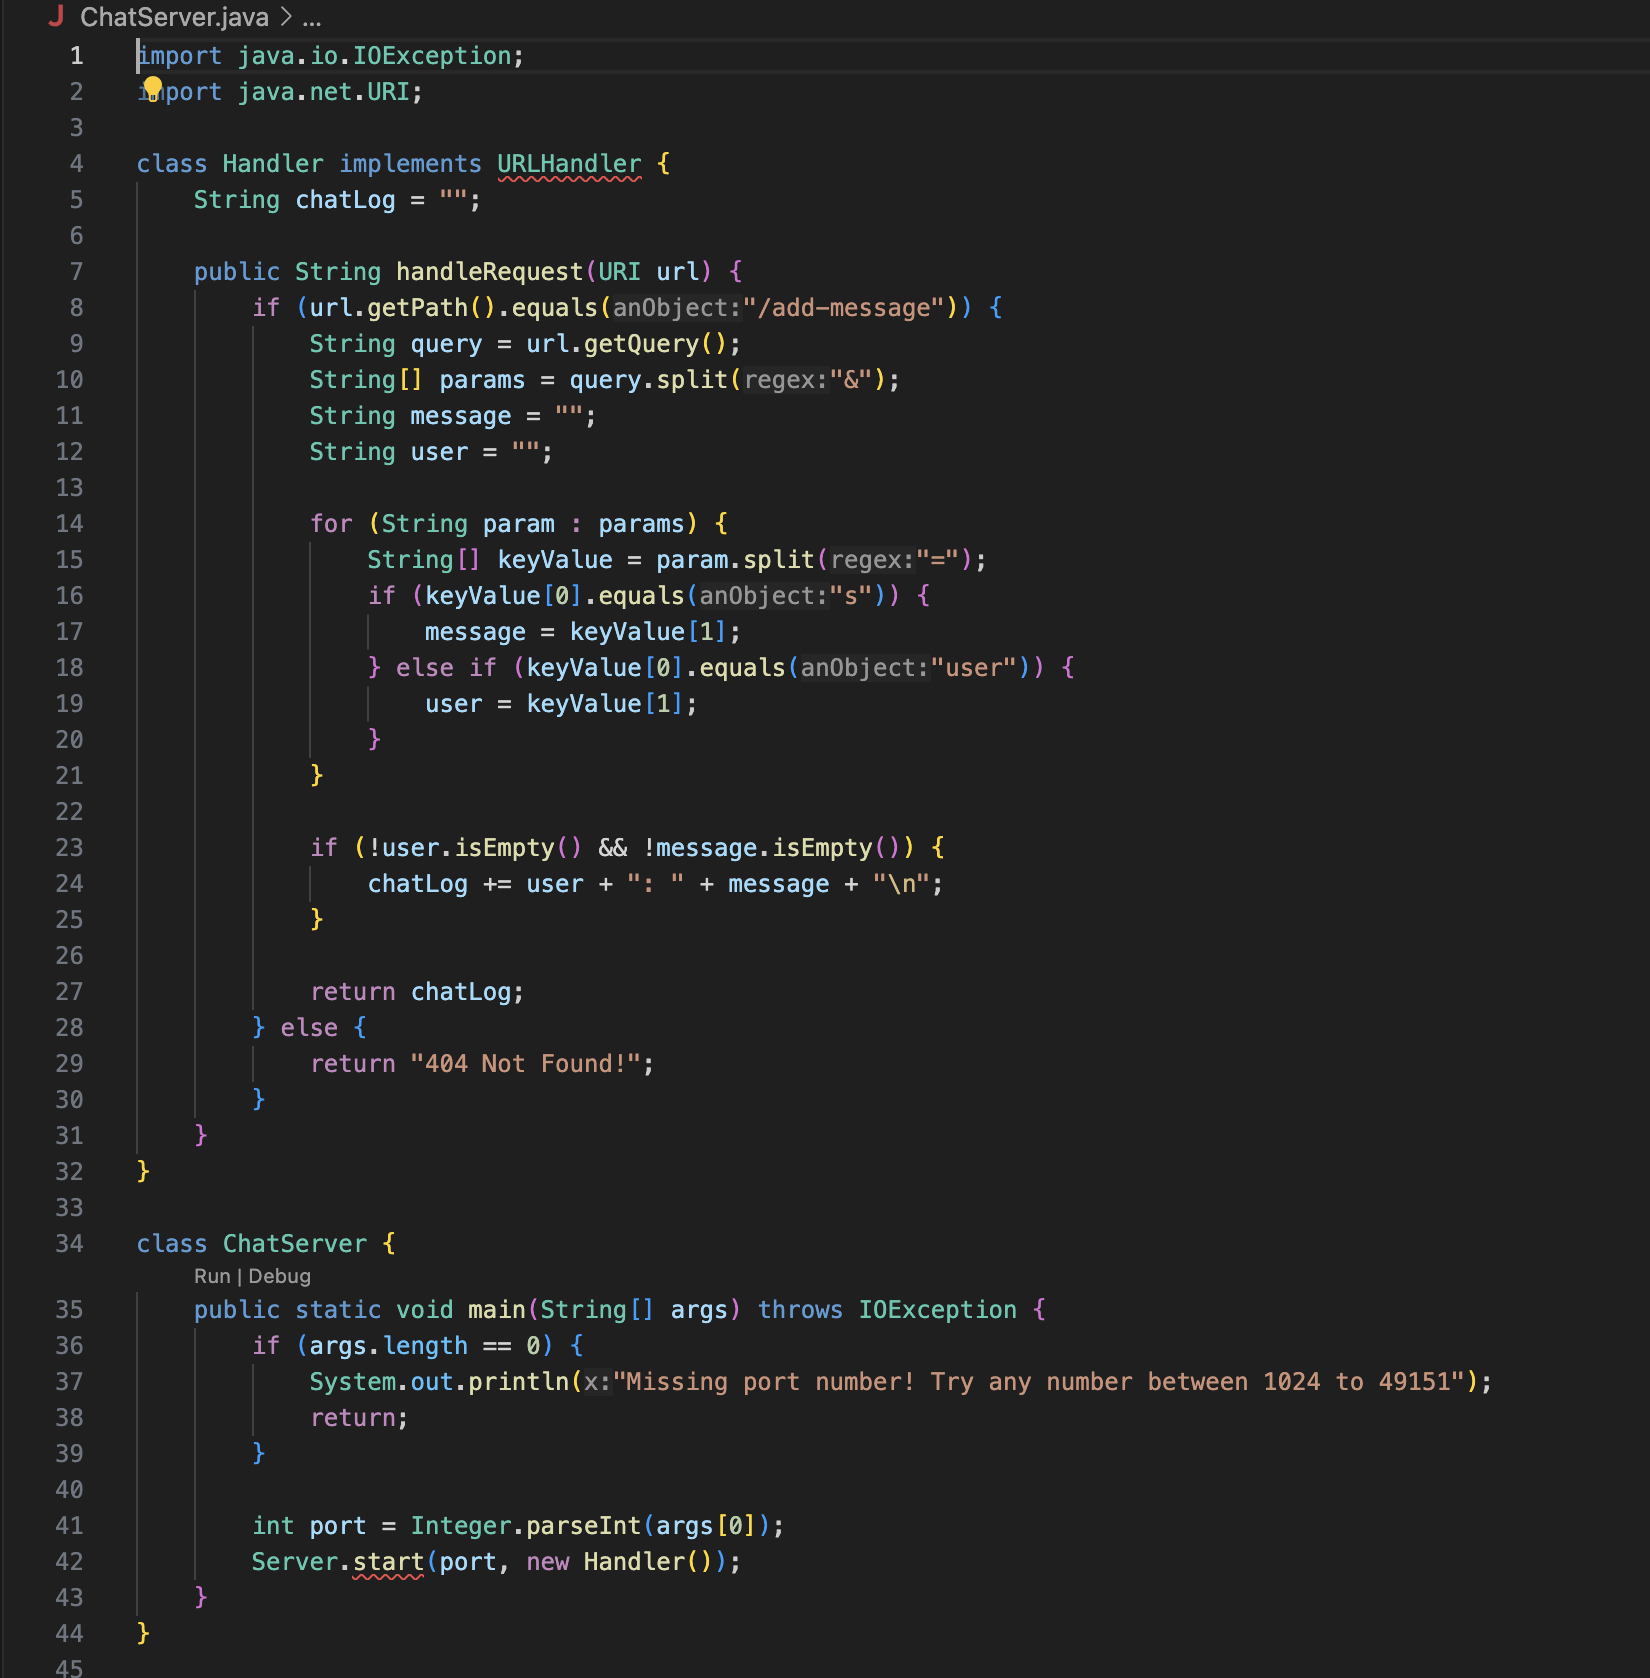 J ChatServer.java > ...
1 import java.io.IOException;
2 import java.net.URI;
3
4 class Handler implements URLHandler {
5     String chatLog = "";
6
7     public String handleRequest(URI url) {
8         if (url.getPath().equals(anObject:"/add-message")) {
9             String query = url.getQuery();
10             String[] params = query.split(regex:"&");
11             String message = "";
12             String user = "";
13
14             for (String param : params) {
15                 String[] keyValue = param.split(regex:"=");
16                 if (keyValue[0].equals(anObject:"s")) {
17                     message = keyValue[1];
18                 } else if (keyValue[0].equals(anObject:"user")) {
19                     user = keyValue[1];
20                 }
21             }
22
23             if (!user.isEmpty() && !message.isEmpty()) {
24                 chatLog += user + ": " + message + "\n";
25             }
26
27             return chatLog;
28         } else {
29             return "404 Not Found!";
30         }
31     }
32 }
33
34 class ChatServer {
Run | Debug
35     public static void main(String[] args) throws IOException {
36         if (args.length == 0) {
37             System.out.println(x:"Missing port number! Try any number between 1024 to 49151");
38             return;
39         }
40
41         int port = Integer.parseInt(args[0]);
42         Server.start(port, new Handler());
43     }
44 }
45